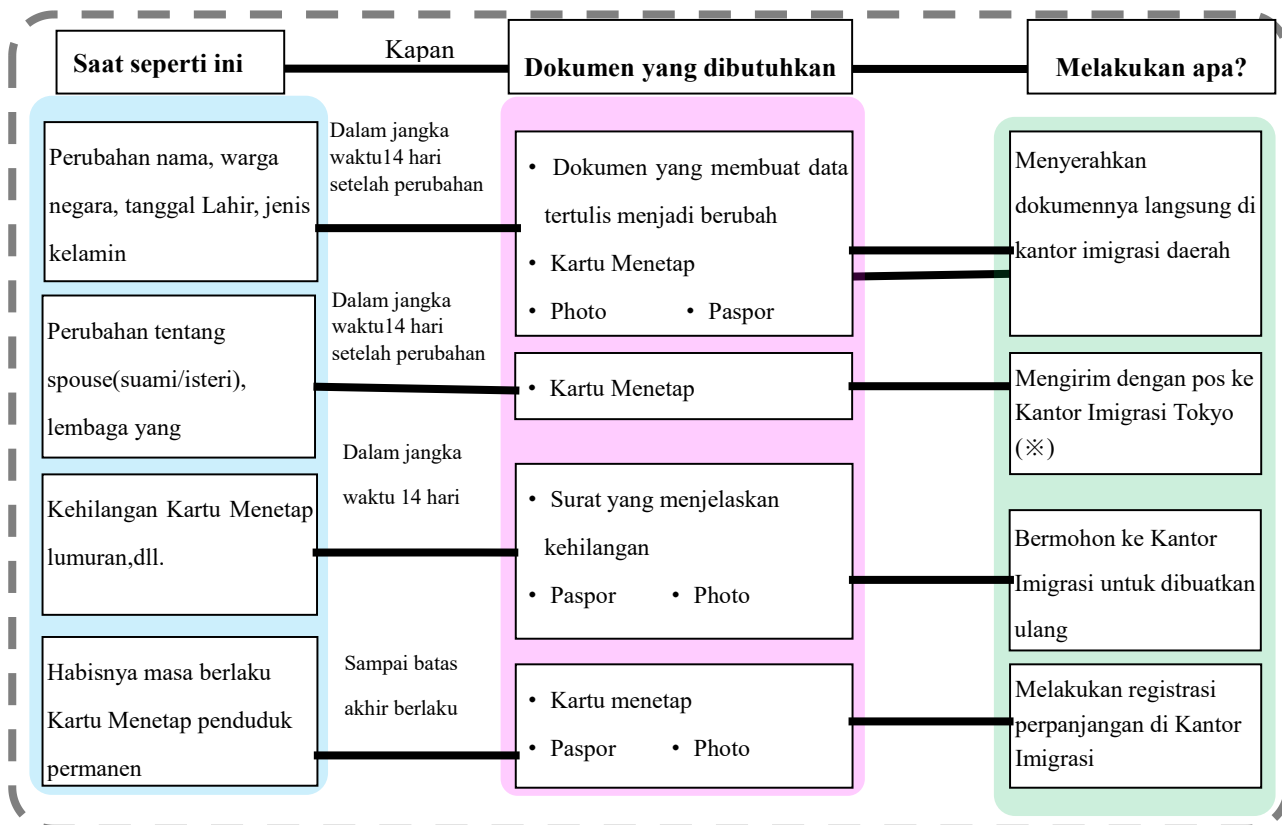 Saat seperti ini
Kapan
Dokumen yang dibutuhkan
Melakukan apa?
Perubahan nama, warga
negara, tanggal Lahir, jenis
kelamin
Dalam jangka
waktu14 hari
setelah perubahan
・ Dokumen yang membuat data
tertulis menjadi berubah
・ Kartu Menetap
・ Photo ・ Paspor
Menyerahkan
dokumennya langsung di
kantor imigrasi daerah
Perubahan tentang
spouse(suami/isteri),
lembaga yang
Dalam jangka
waktu14 hari
setelah perubahan
・ Kartu Menetap
Mengirim dengan pos ke
Kantor Imigrasi Tokyo
(※)
Kehilangan Kartu Menetap
lumuran,dll.
Dalam jangka
waktu 14 hari
・ Surat yang menjelaskan
kehilangan
・ Paspor ・ Photo
Bermohon ke Kantor
Imigrasi untuk dibuatkan
ulang
Habisnya masa berlaku
Kartu Menetap penduduk
permanen
Sampai batas
akhir berlaku
・ Kartu menetap
・ Paspor ・ Photo
Melakukan registrasi
perpanjangan di Kantor
Imigrasi